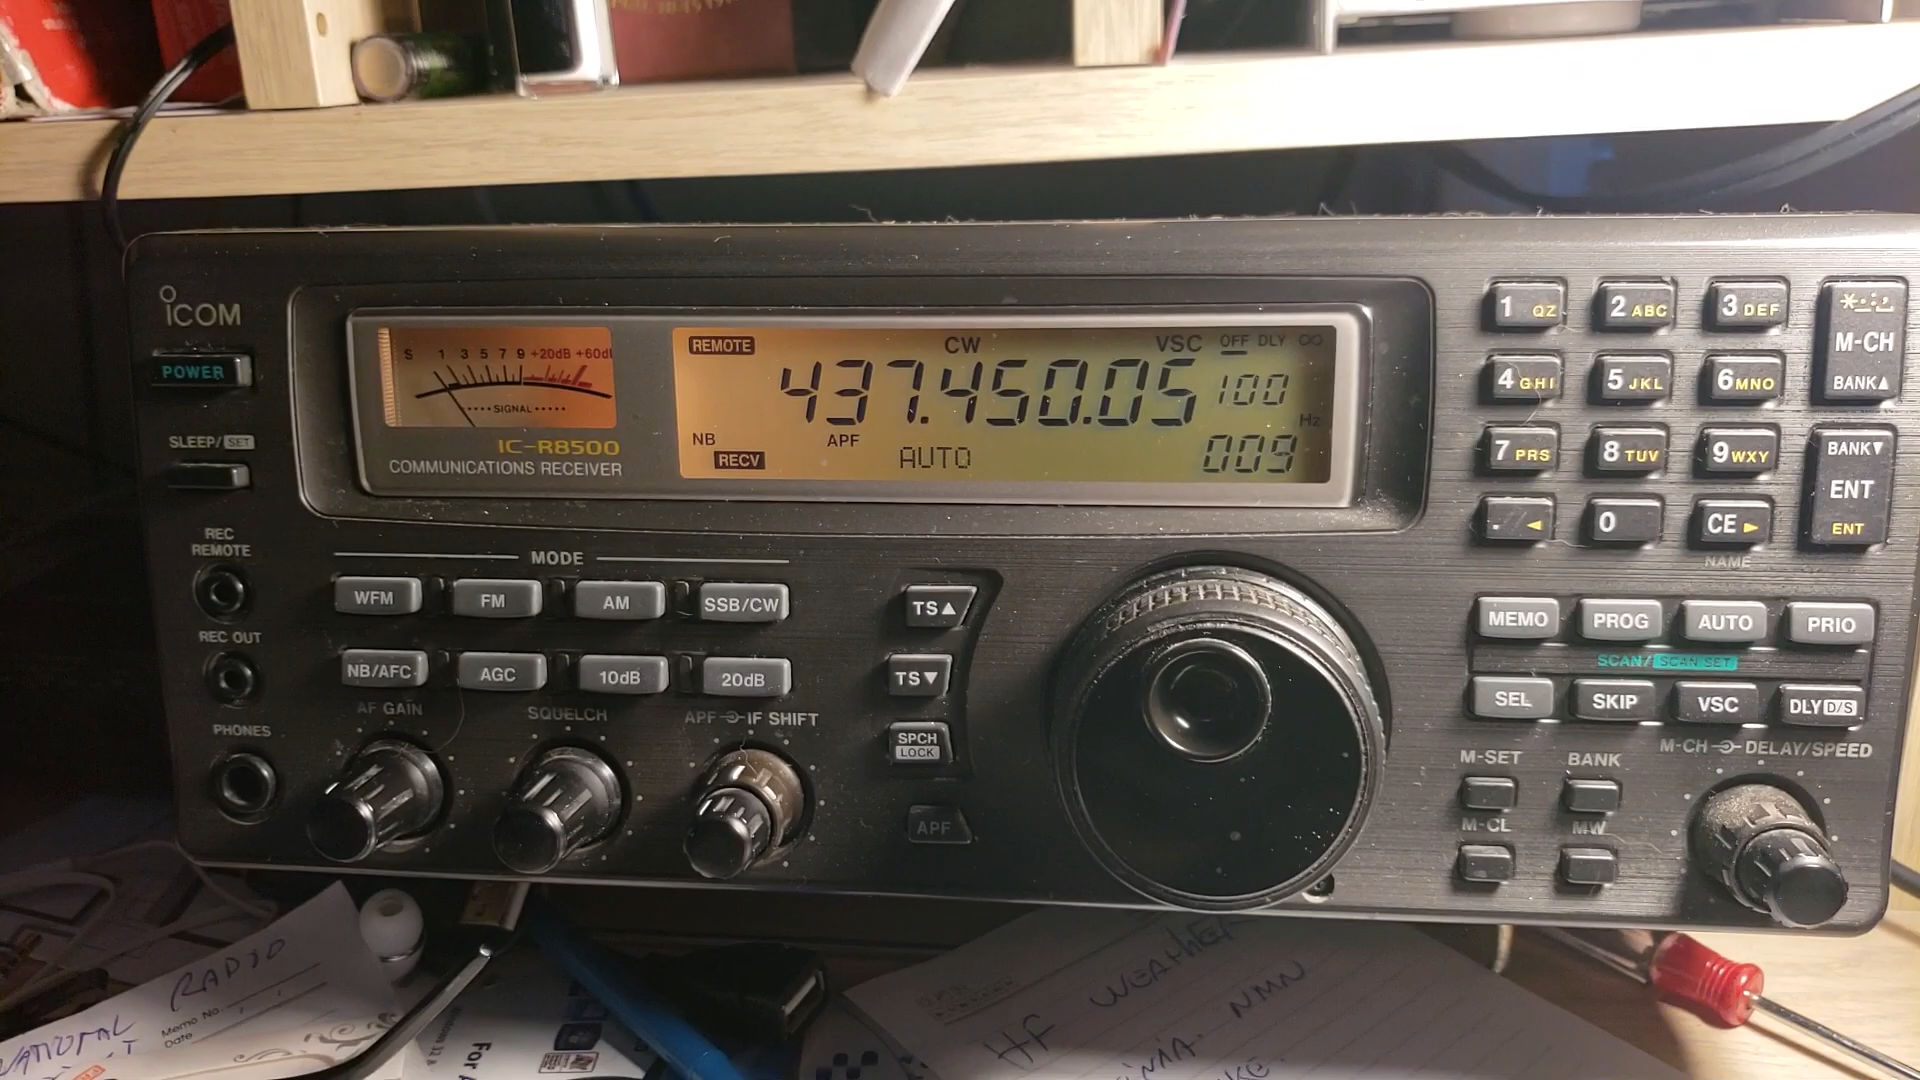 ICOM
POWER
SLEEP/SET
REC
REMOTE
REC OUT
PHONES
S 1 3 5 7 9 +20dB +60dB
SIGNAL
IC-R8500
COMMUNICATIONS RECEIVER
REMOTE CW VSC OFF DLY ∞
437.450.05 100
Hz
NB APF
RECV AUTO 009
MODE
WFM FM AM SSB/CW
NB/AFC AGC 10dB 20dB
AF GAIN SQUELCH APF IF SHIFT
TS▲
TS▼
SPCH
LOCK
APF
1 QZ 2 ABC 3 DEF
4 GHI 5 JKL 6 MNO
7 PRS 8 TUV 9 WXY
. ◄ 0 CE ►
NAME
M-CH
BANK▲
BANK▼
ENT
ENT
MEMO PROG AUTO PRIO
SCAN/SCAN SET
SEL SKIP VSC DLY D/S
M-SET BANK M-CH DELAY/SPEED
M-CL MW
RADIO
Memo No.
Date
HF WEATHER
NMN